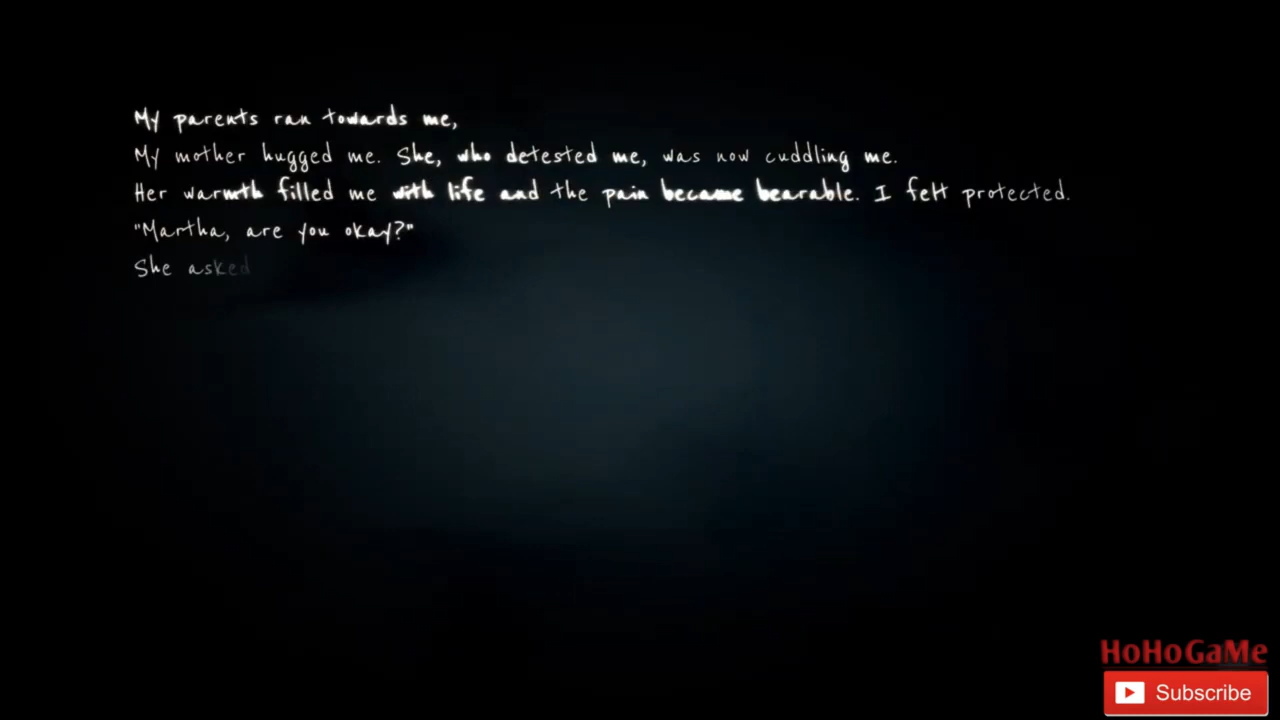 My parents ran towards me,
My mother hugged me. She, who detested me, was now cuddling me.
Her warmth filled me with life and the pain became bearable. I felt protected.
"Martha, are you okay?"
She asked
HoHoGaMe
Subscribe